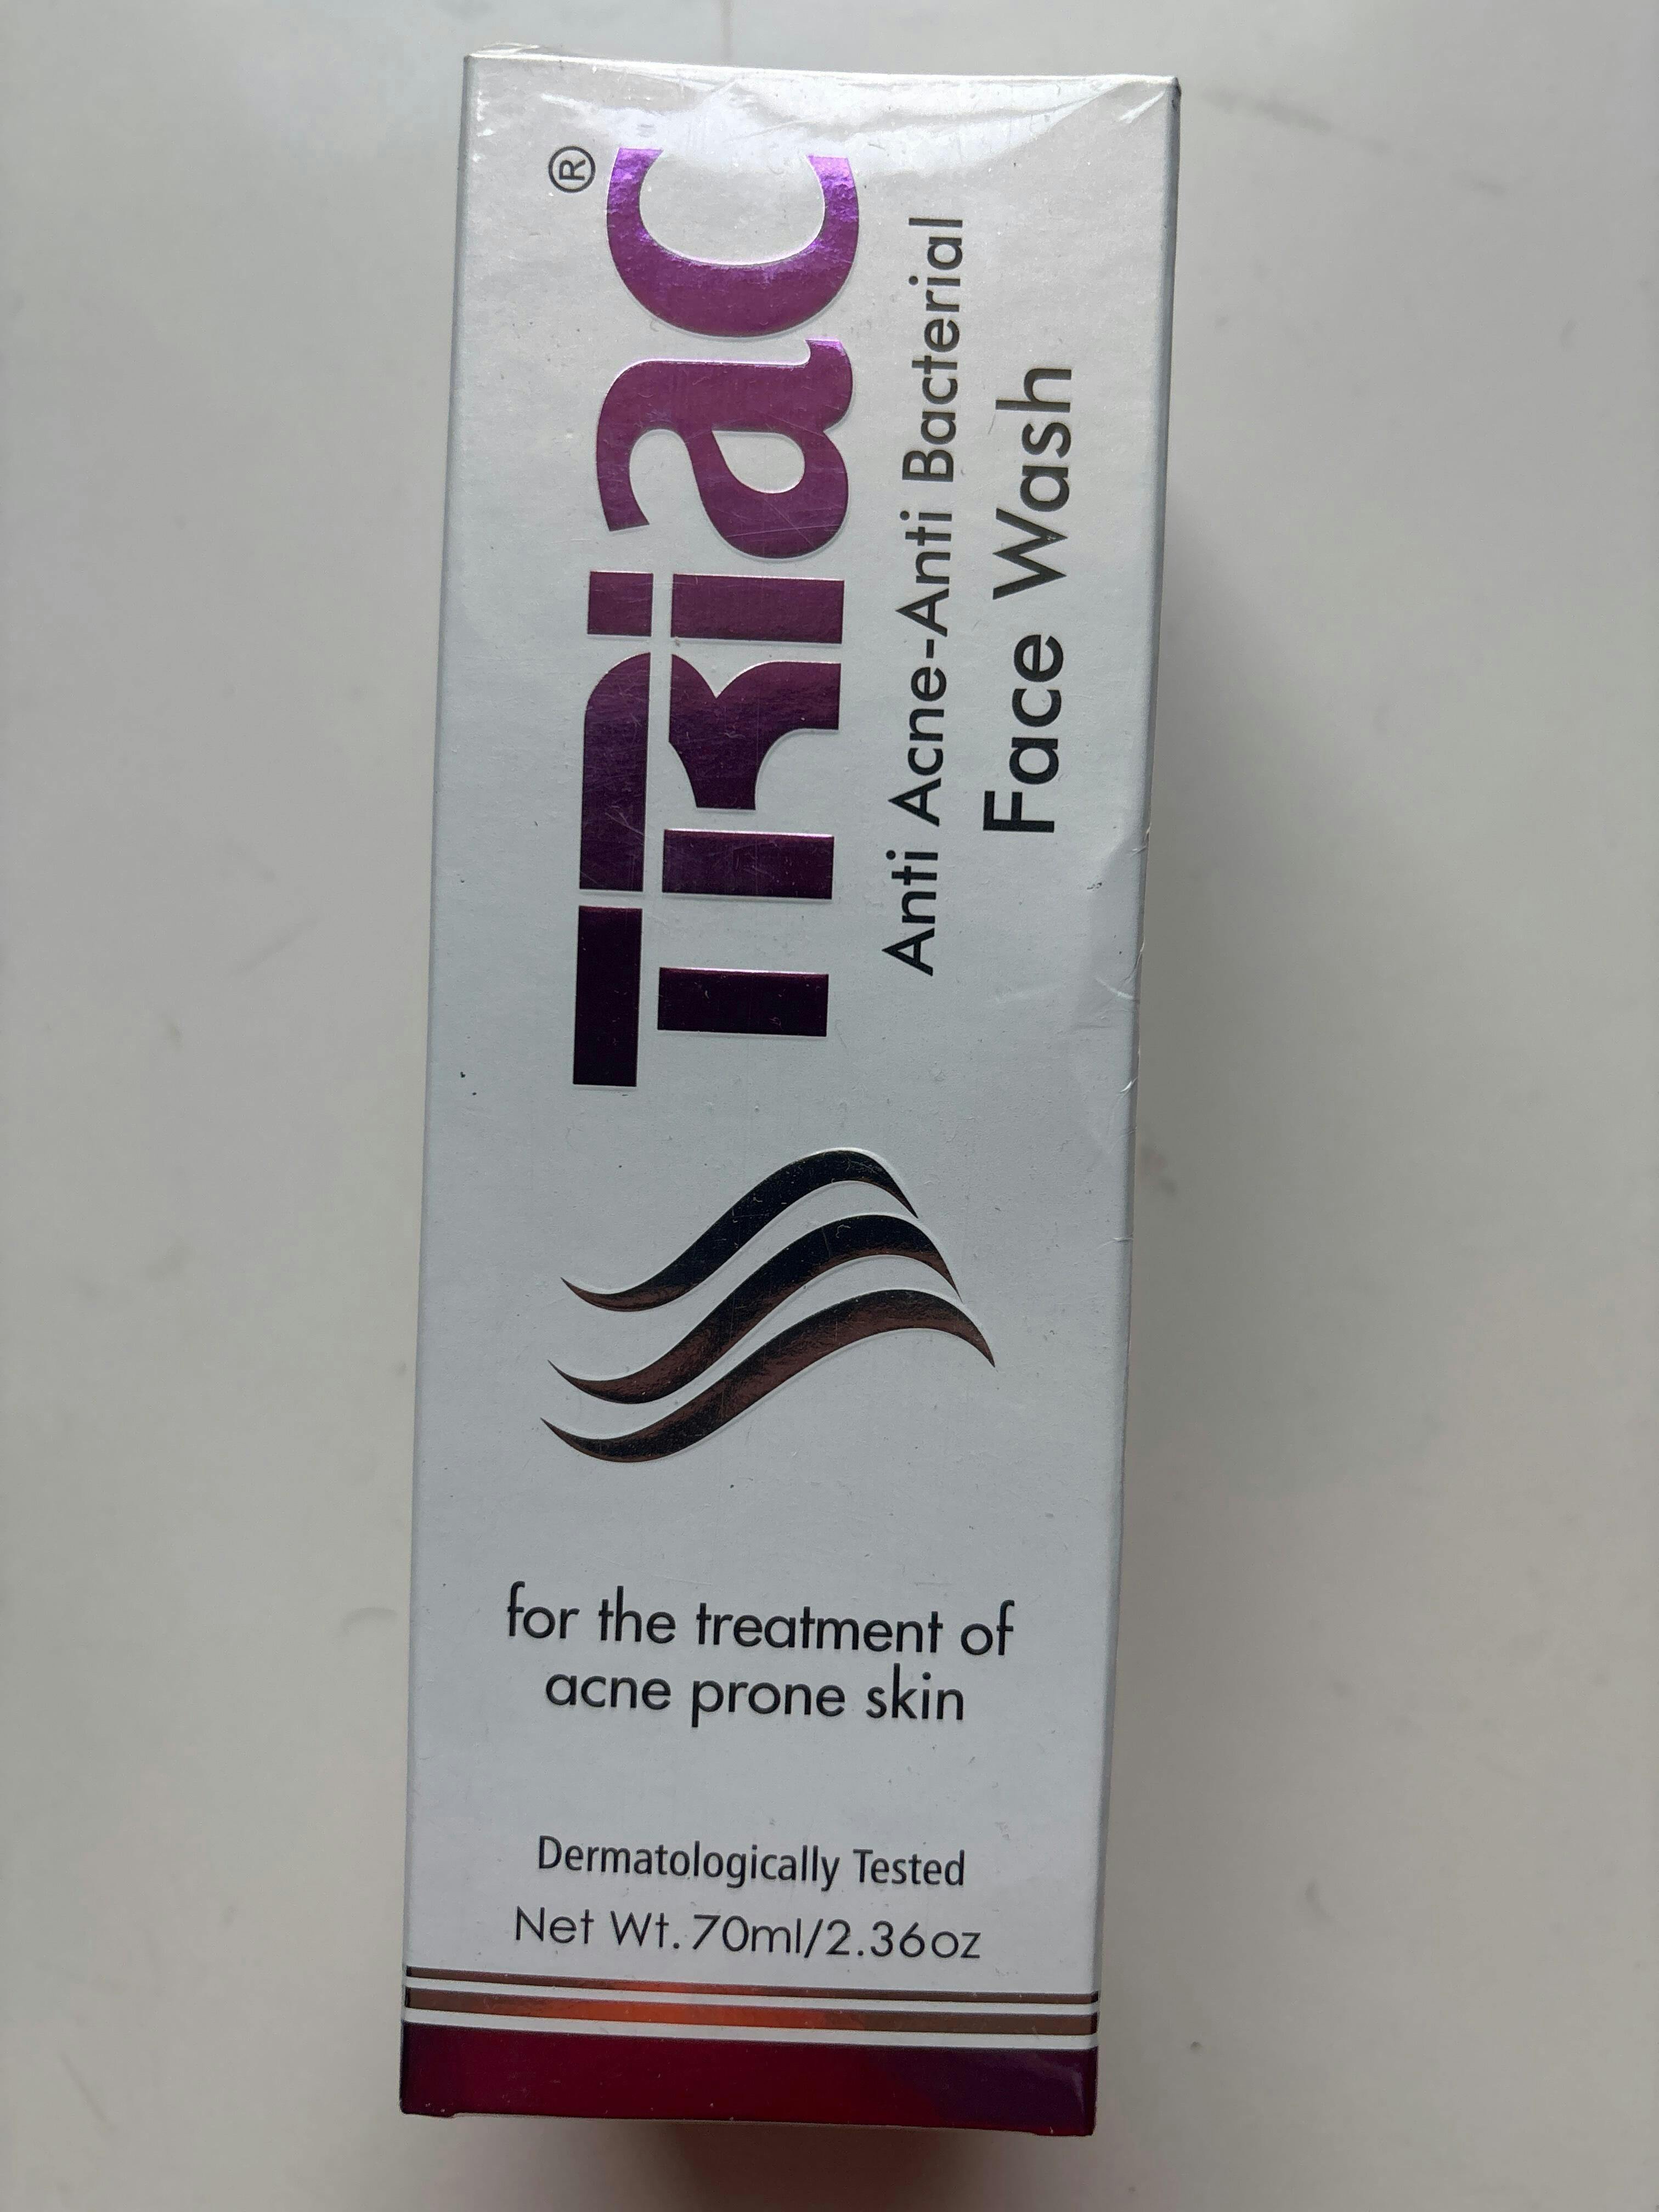 TRiac®
Anti Acne-Anti Bacterial
Face Wash
for the treatment of
acne prone skin
Dermatologically Tested
Net Wt. 70ml/2.36oz